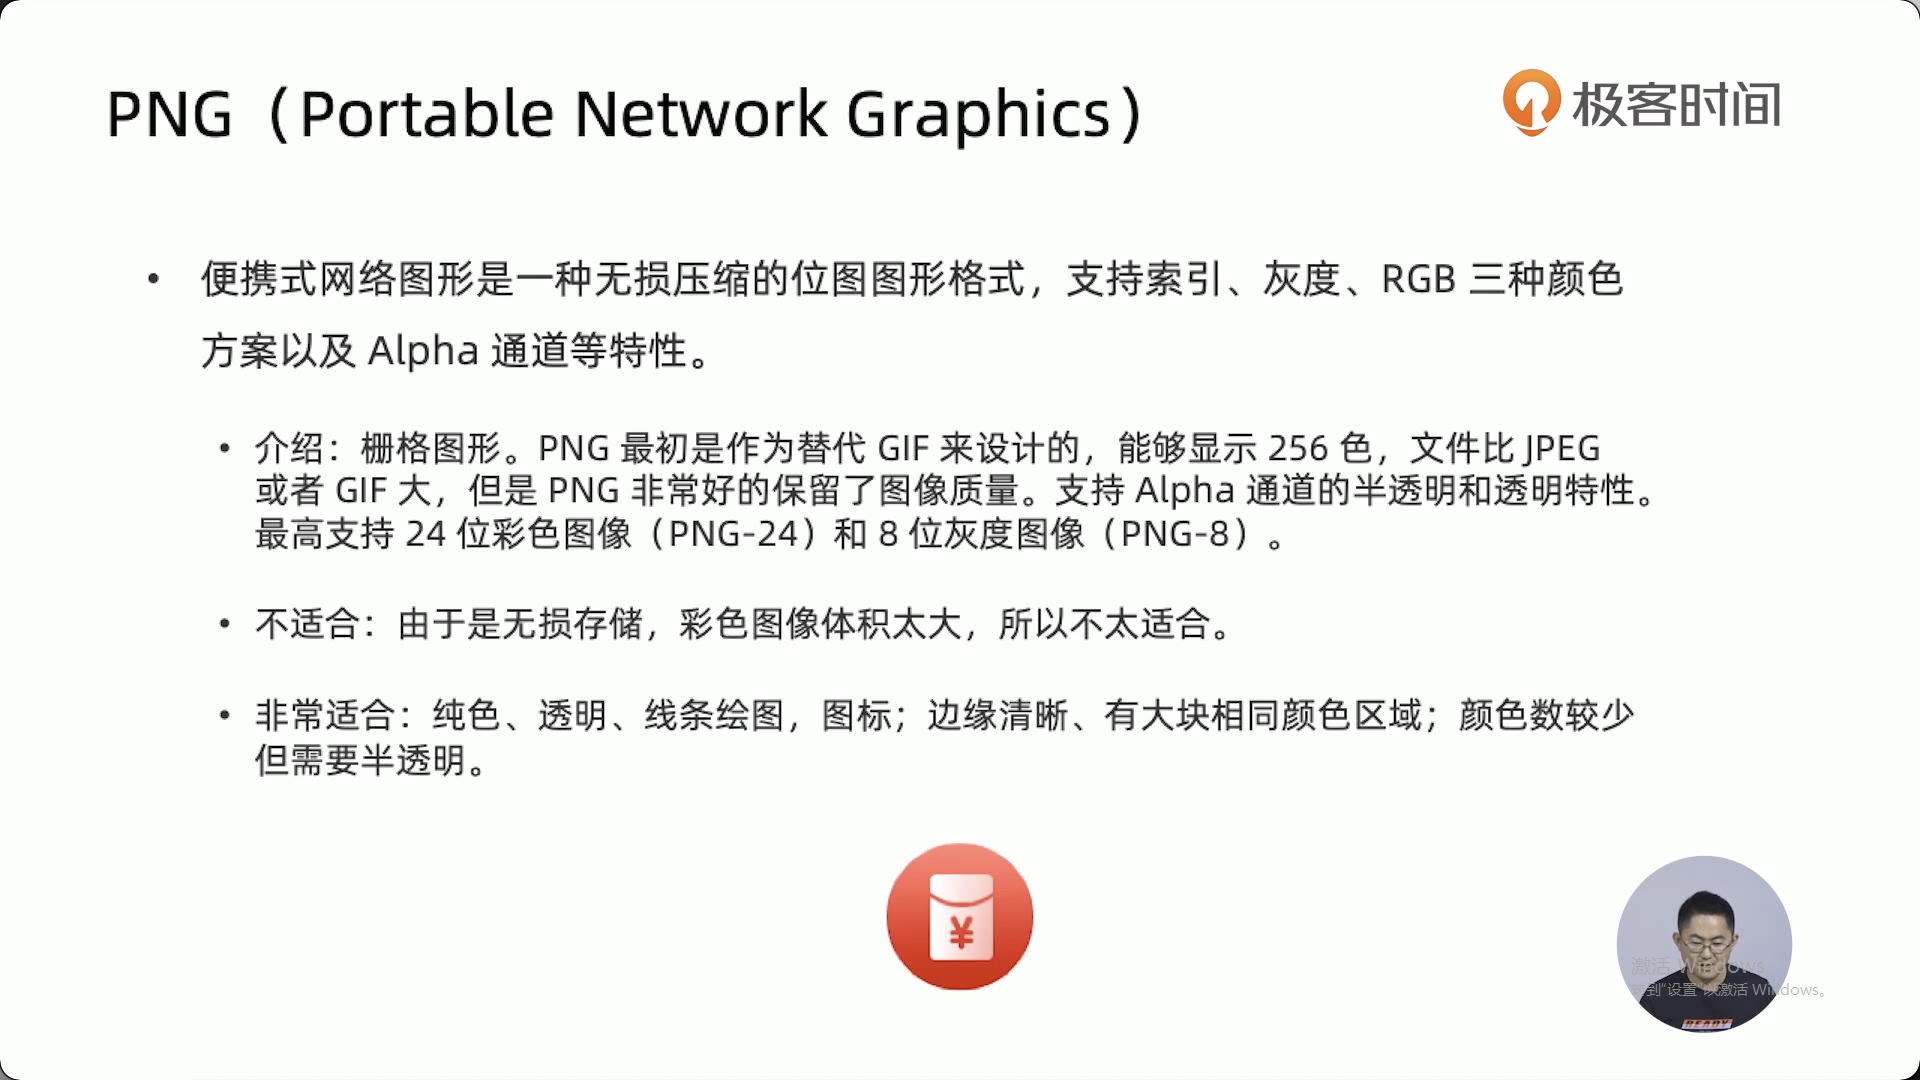 PNG（Portable Network Graphics）
极客时间
• 便携式网络图形是一种无损压缩的位图图形格式，支持索引、灰度、RGB 三种颜色
方案以及 Alpha 通道等特性。
• 介绍：栅格图形。PNG 最初是作为替代 GIF 来设计的，能够显示 256 色，文件比 JPEG
或者 GIF 大，但是 PNG 非常好的保留了图像质量。支持 Alpha 通道的半透明和透明特性。
最高支持 24 位彩色图像（PNG-24）和 8 位灰度图像（PNG-8）。
• 不适合：由于是无损存储，彩色图像体积太大，所以不太适合。
• 非常适合：纯色、透明、线条绘图，图标；边缘清晰、有大块相同颜色区域；颜色数较少
但需要半透明。
¥
激活 Windows
转到“设置”以激活 Windows。
READY